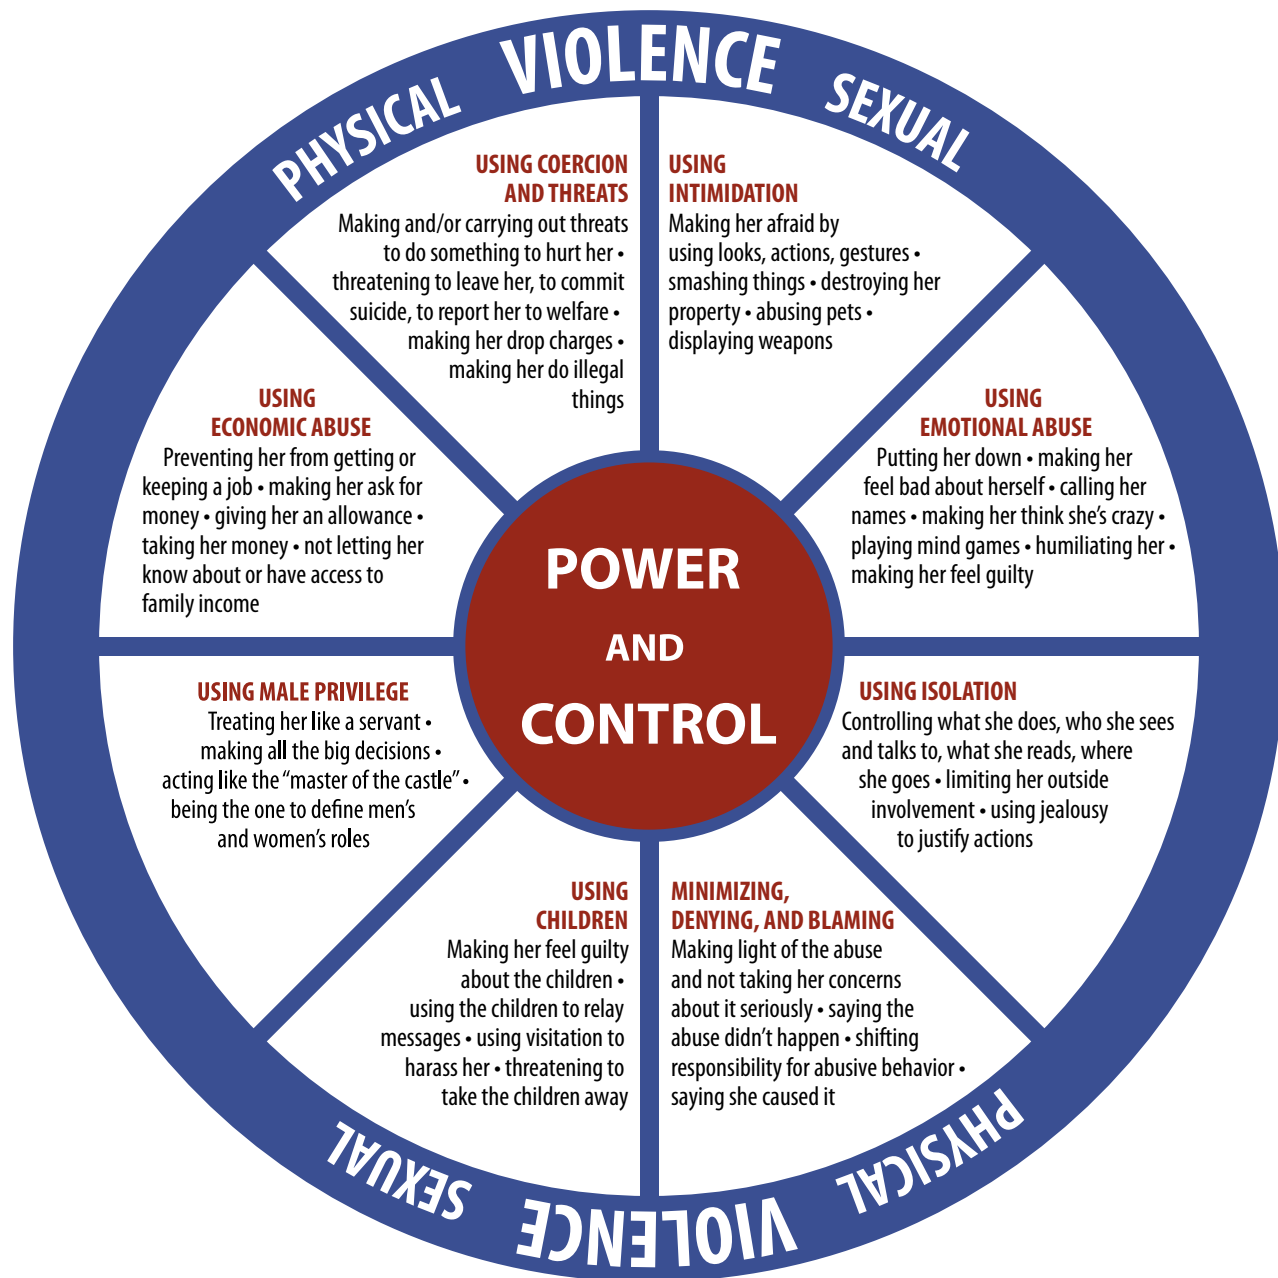 PHYSICAL VIOLENCE SEXUAL
USING COERCION
AND THREATS
Making and/or carrying out threats
to do something to hurt her •
threatening to leave her, to commit
suicide, to report her to welfare •
making her drop charges •
making her do illegal
things
USING
INTIMIDATION
Making her afraid by
using looks, actions, gestures •
smashing things • destroying her
property • abusing pets •
displaying weapons
USING
ECONOMIC ABUSE
Preventing her from getting or
keeping a job • making her ask for
money • giving her an allowance •
taking her money • not letting her
know about or have access to
family income
USING
EMOTIONAL ABUSE
Putting her down • making her
feel bad about herself • calling her
names • making her think she’s crazy •
playing mind games • humiliating her •
making her feel guilty
POWER
AND
CONTROL
USING MALE PRIVILEGE
Treating her like a servant •
making all the big decisions •
acting like the “master of the castle” •
being the one to define men’s
and women’s roles
USING ISOLATION
Controlling what she does, who she sees
and talks to, what she reads, where
she goes • limiting her outside
involvement • using jealousy
to justify actions
USING
CHILDREN
Making her feel guilty
about the children •
using the children to relay
messages • using visitation to
harass her • threatening to
take the children away
MINIMIZING,
DENYING, AND BLAMING
Making light of the abuse
and not taking her concerns
about it seriously • saying the
abuse didn’t happen • shifting
responsibility for abusive behavior •
saying she caused it
PHYSICAL VIOLENCE SEXUAL